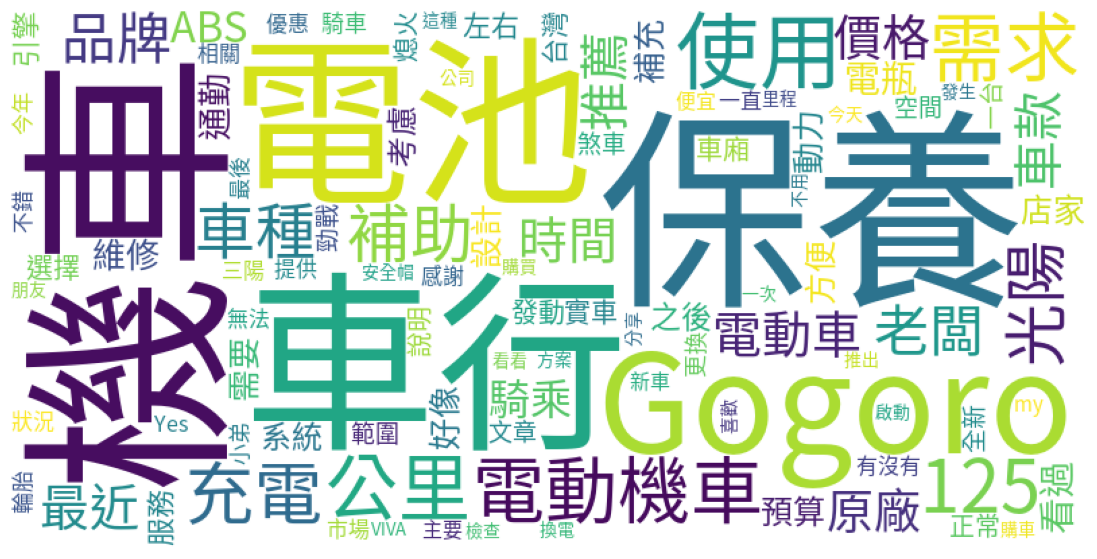 機車
電池
保養
車行
Gogoro
品牌
ABS
優惠
騎車
熄火
這種
左右
台灣
補充
使用
價格
需求
引擎
相關
今年
通勤
公司
推薦
考慮
煞車
便宜
一直
里程
電瓶
空間
今天
發生
一台
車款
車廂
動力
不用
店家
不錯
最後
車種
勁戰
補助
設計
時間
方便
光陽
維修
選擇
三陽
提供
安全帽
感謝
購買
朋友
無法
需要
說明
發動實車
之後
一次
分享
更換
電動車
老闆
看看
方案
推出
騎乘
新車
喜歡
啟動
全新
my
狀況
Yes
小弟
系統
範圍
好像
文章
最近
服務
充電
公里
電動機車
預算
原廠
有沒有
125
看過
輪胎
市場
VIVA
主要
檢查
換電
正常
購車